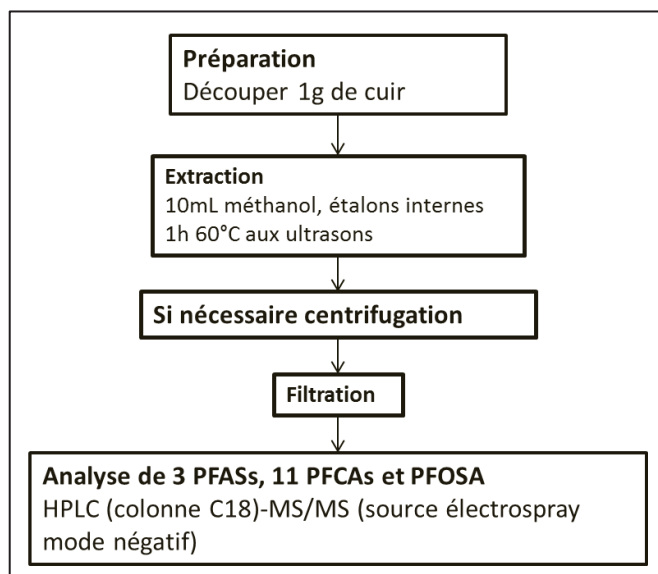 Préparation
Découper 1g de cuir
Extraction
10mL méthanol, étalons internes
1h 60°C aux ultrasons
Si nécessaire centrifugation
Filtration
Analyse de 3 PFASs, 11 PFCAs et PFOSA
HPLC (colonne C18)-MS/MS (source électrospray
mode négatif)